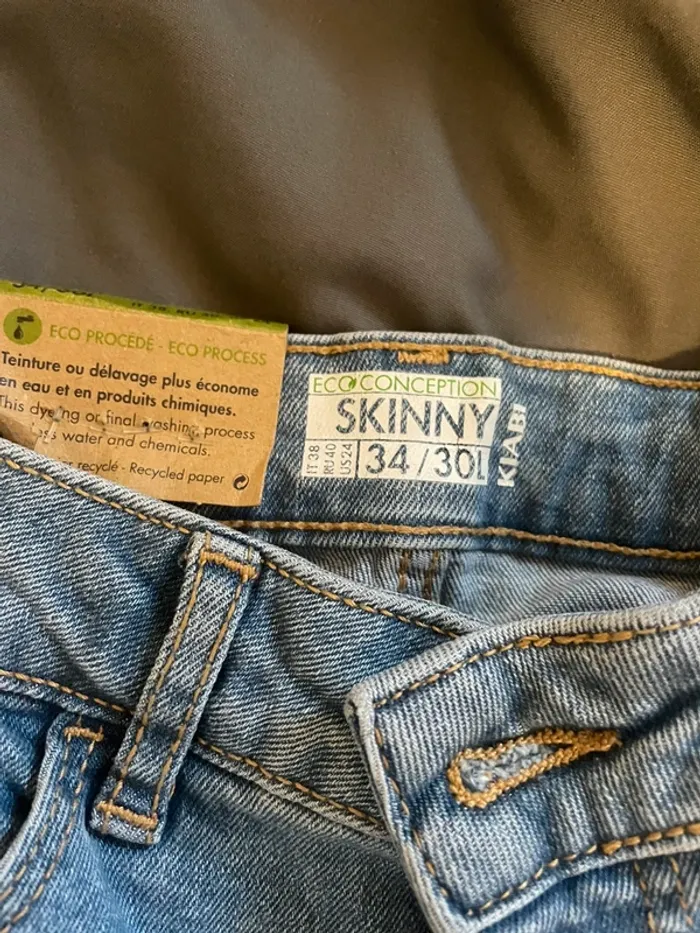 ECO PROCEDÉ - ECO PROCESS
Teinture ou délavage plus économe
en eau et en produits chimiques.
This dyeing or final washing process
water and chemicals.
recyclé - Recycled paper
ECO CONCEPTION
SKINNY
IT 38
RU 40
US 24
34/30L
KIABI